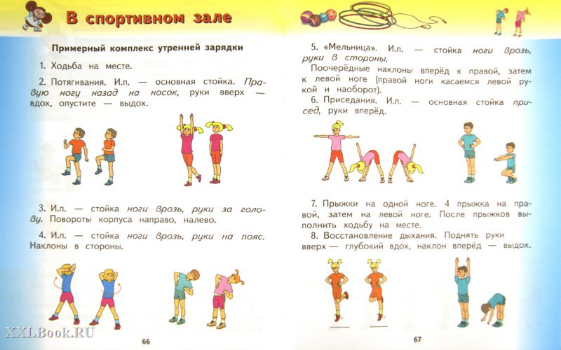 В спортивном зале
Примерный комплекс утренней зарядки
1. Ходьба на месте.
2. Потягивания. И.п. — основная стойка. Пра-
вую ногу назад на носок, руки вверх —
вдох, опустите — выдох.
3. И.п. — стойка ноги врозь, руки за голо-
ву. Повороты корпуса направо, налево.
4. И.п. — стойка ноги врозь, руки на пояс.
Наклоны в стороны.
66
XXLBook.RU
5. «Мельница». И.п. — стойка ноги врозь,
руки в стороны.
Поочерёдные наклоны вперёд к правой, затем
к левой ноге (правой ноги касаемся левой ру-
кой и наоборот).
6. Приседания. И.п. — основная стойка при-
сед, руки вперёд.
7. Прыжки на одной ноге. 4 прыжка на пра-
вой, затем на левой ноге. После прыжков вы-
полнить ходьбу на месте.
8. Восстановление дыхания. Поднять руки
вверх — глубокий вдох, наклон вперёд — выдох.
67